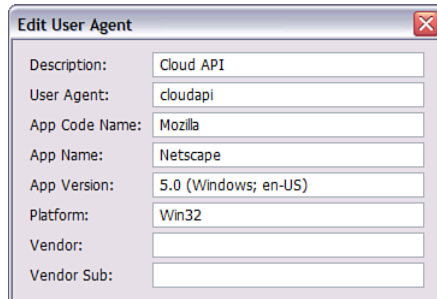 Edit User Agent
Description: Cloud API
User Agent: cloudapi
App Code Name: Mozilla
App Name: Netscape
App Version: 5.0 (Windows; en-US)
Platform: Win32
Vendor:
Vendor Sub: